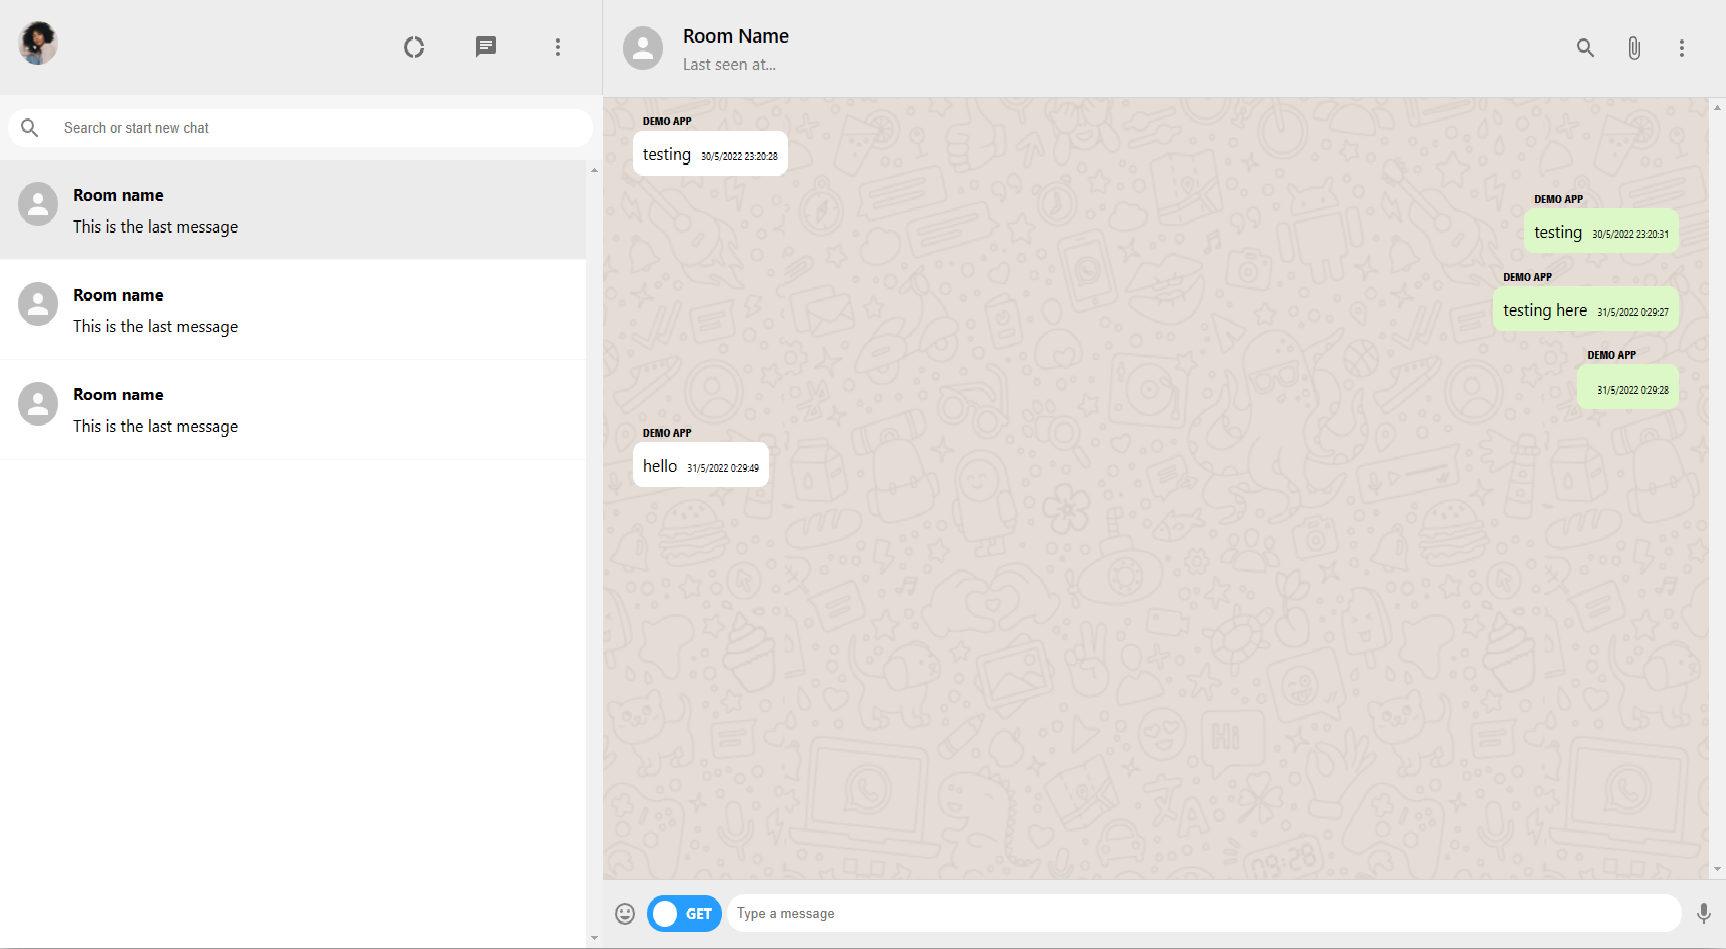 Search or start new chat
Room name
This is the last message
Room name
This is the last message
Room name
This is the last message
Room Name
Last seen at...
DEMO APP
testing 30/5/2022 23:20:28
DEMO APP
testing 30/5/2022 23:20:31
DEMO APP
testing here 31/5/2022 0:29:27
DEMO APP
31/5/2022 0:29:28
DEMO APP
hello 31/5/2022 0:29:49
Hi
09:28
GET Type a message